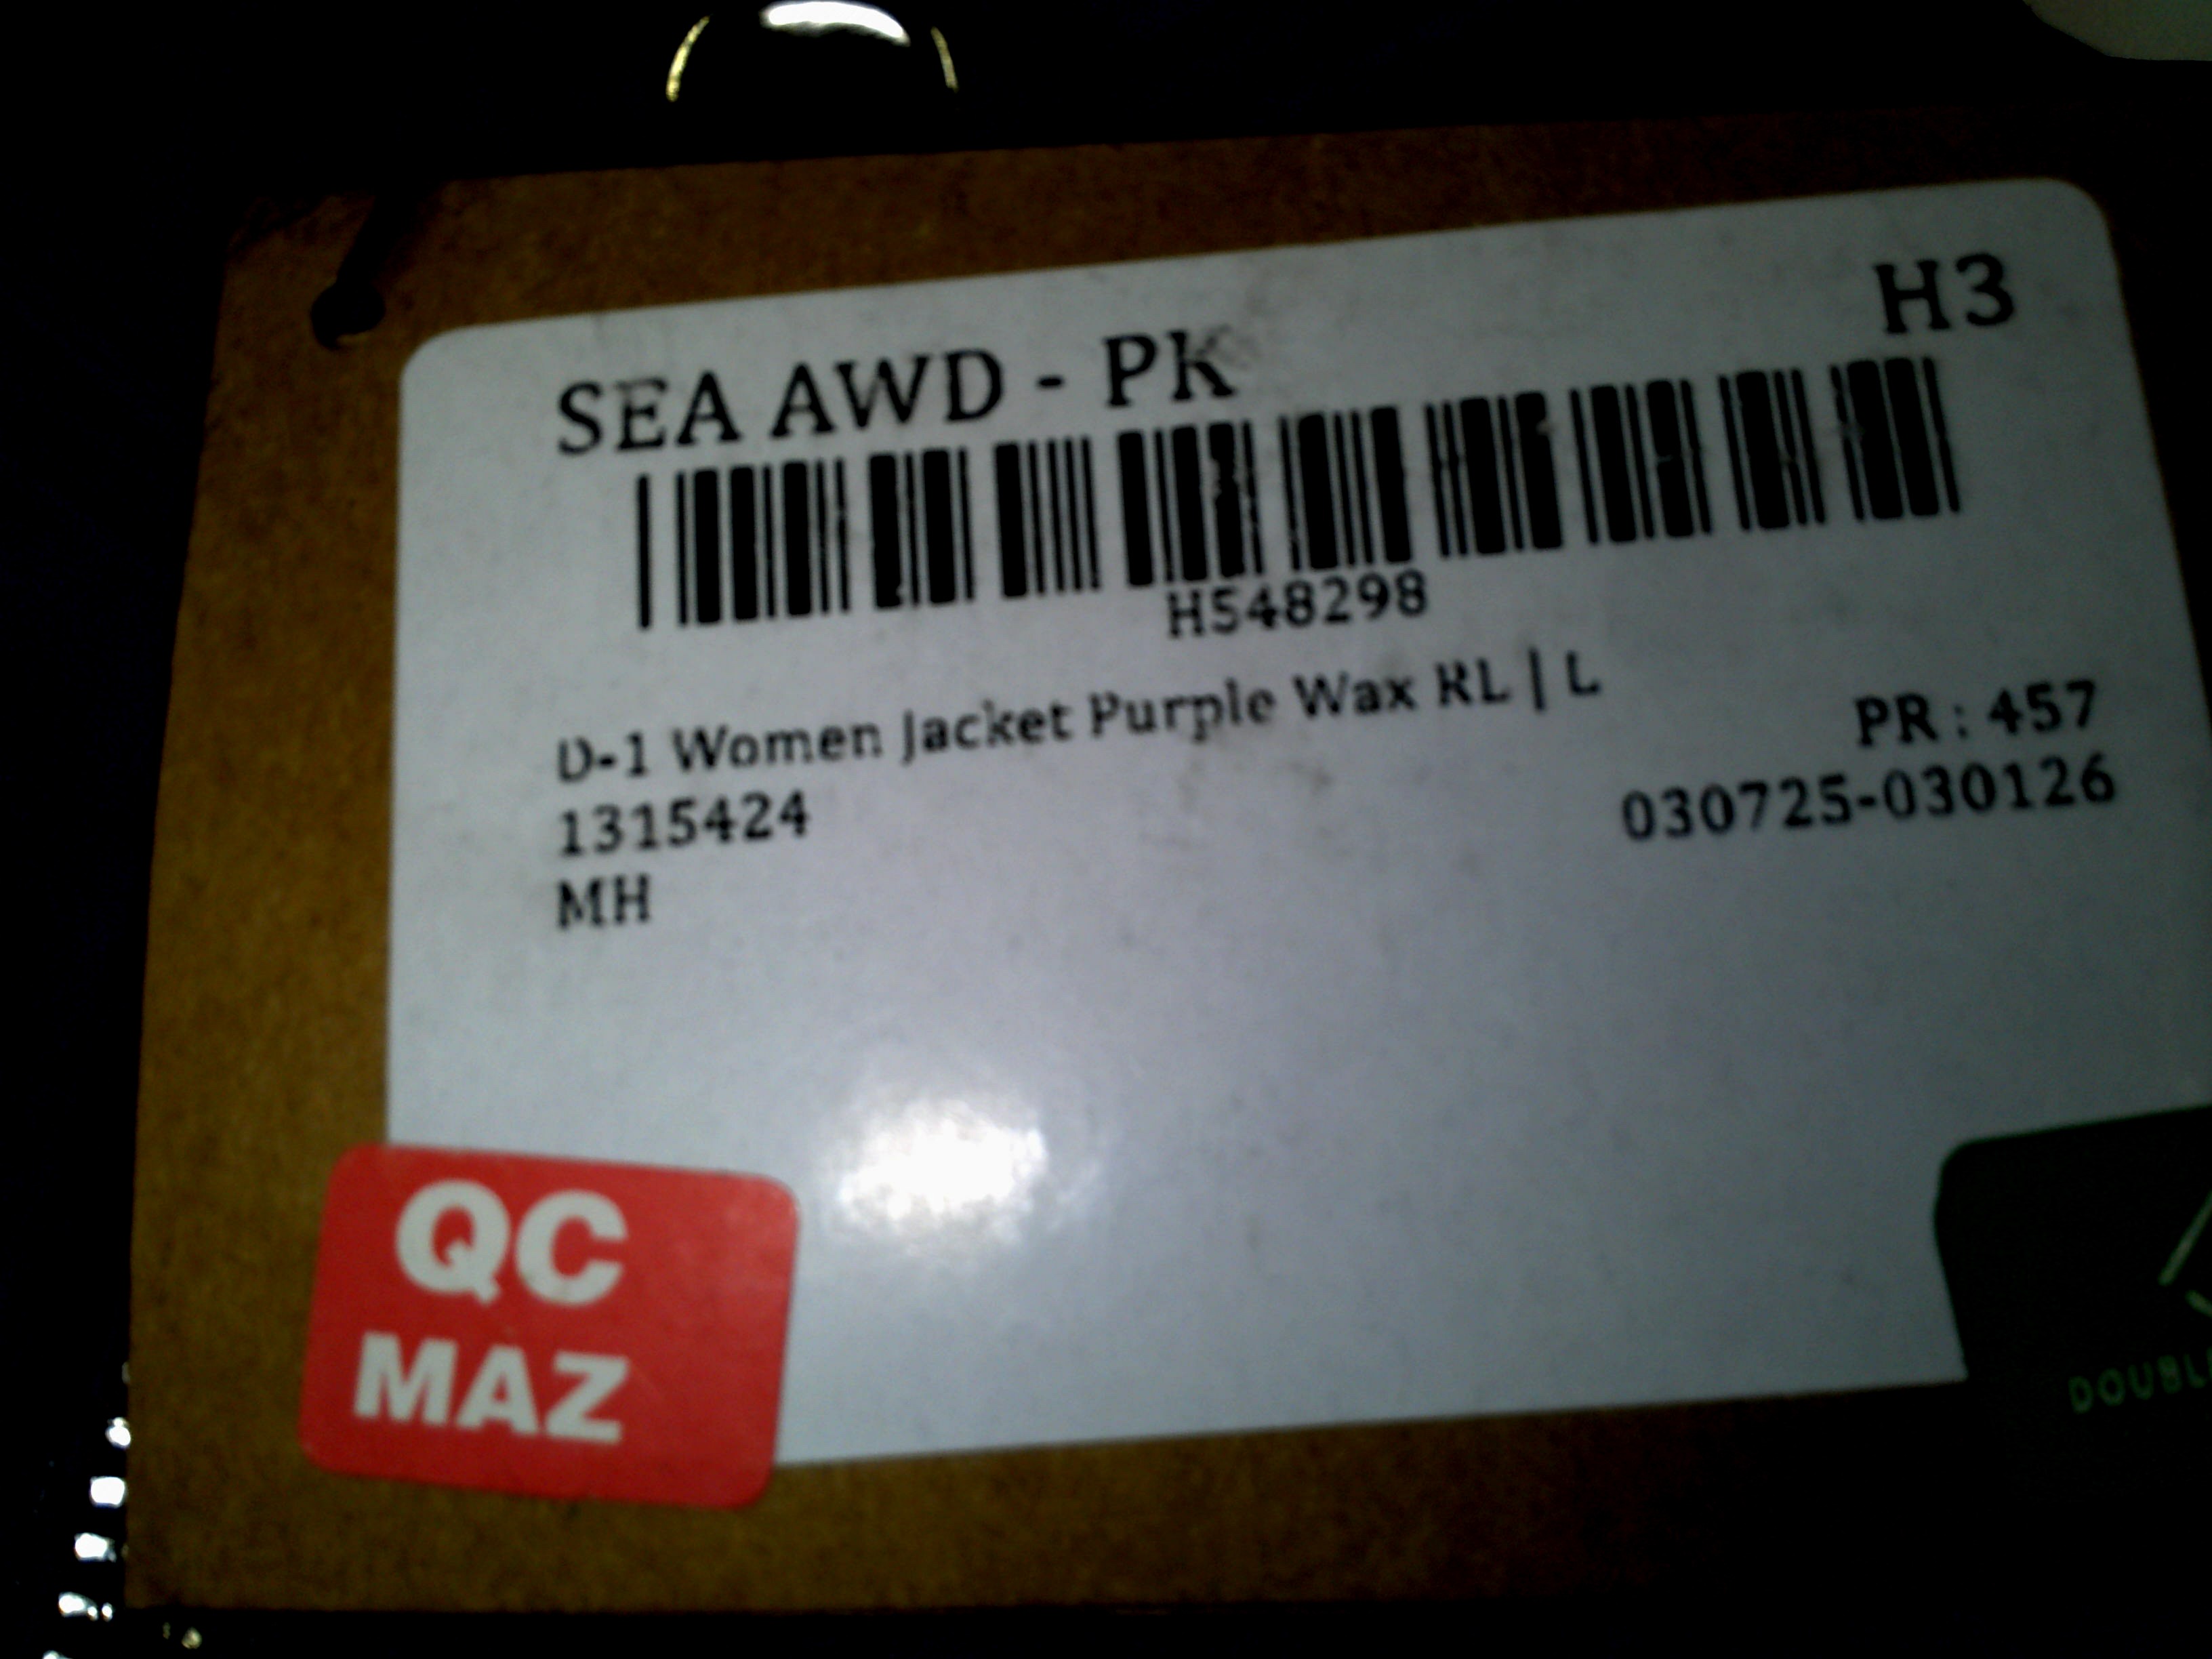 H3
SEA AWD - PK
H548298
D-1 Women Jacket Purple Wax RL | L
PR : 457
1315424
030725-030126
MH
QC
MAZ